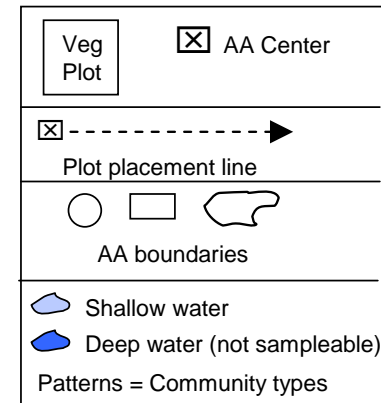 Veg
Plot
AA Center
Plot placement line
AA boundaries
Shallow water
Deep water (not sampleable)
Patterns = Community types